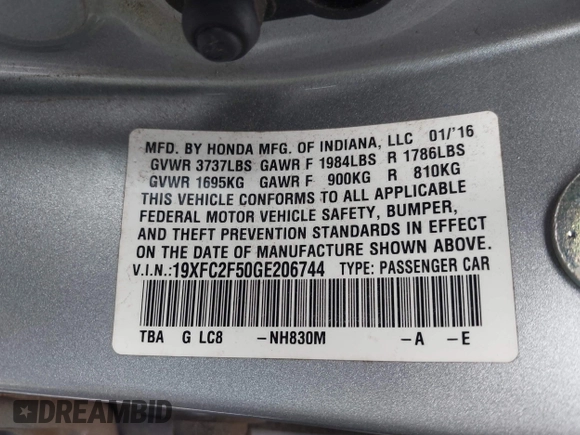 MFD. BY HONDA MFG. OF INDIANA, LLC 01/'16
GVWR 3737LBS GAWR F 1984LBS R 1786LBS
GVWR 1695KG GAWR F 900KG R 810KG
THIS VEHICLE CONFORMS TO ALL APPLICABLE
FEDERAL MOTOR VEHICLE SAFETY, BUMPER,
AND THEFT PREVENTION STANDARDS IN EFFECT
ON THE DATE OF MANUFACTURE SHOWN ABOVE.
V.I.N.:19XFC2F50GE206744 TYPE: PASSENGER CAR
TBA G LC8 -NH830M -A -E
DREAMBID